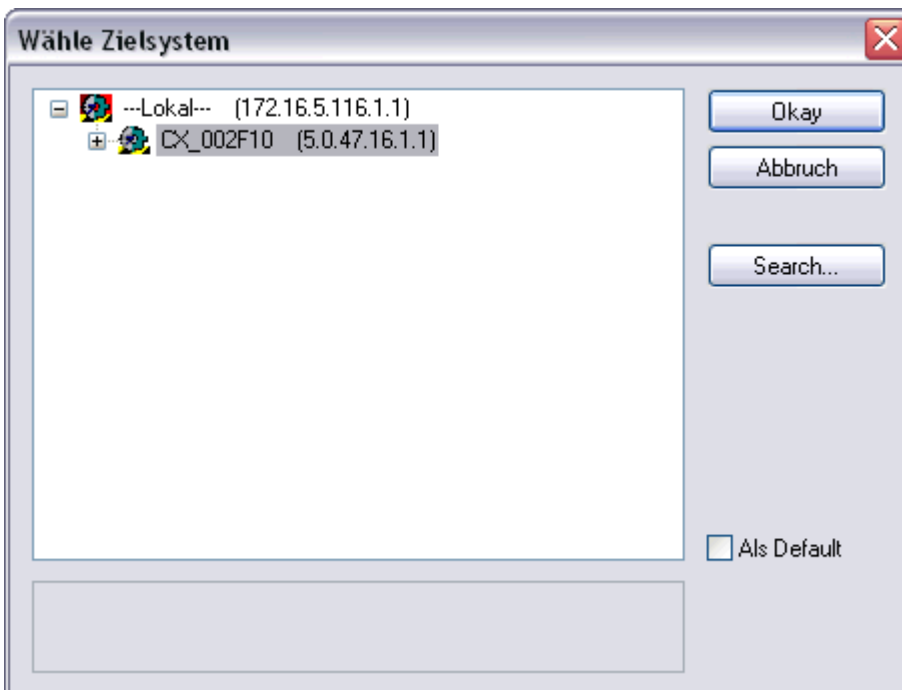 Wähle Zielsystem
---Lokal--- (172.16.5.116.1.1)
CX_002F10 (5.0.47.16.1.1)
Okay
Abbruch
Search...
Als Default